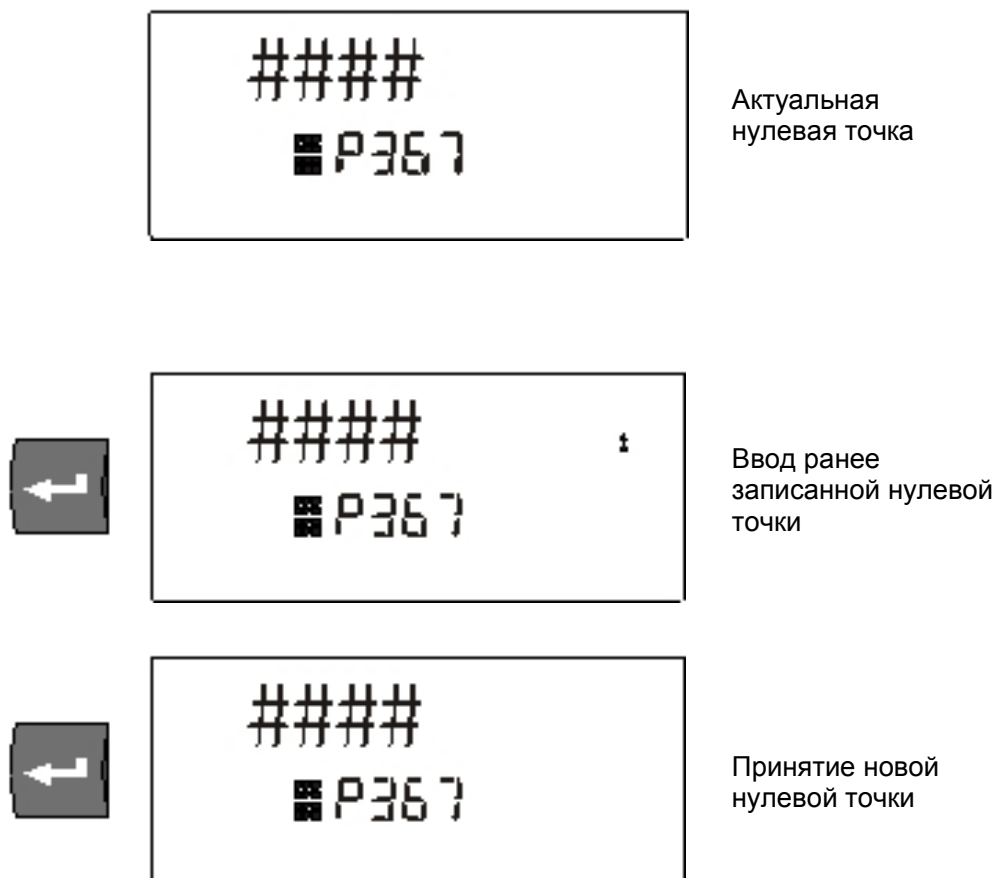 ####
P367
Актуальная
нулевая точка
####
P367
Ввод ранее
записанной нулевой
точки
####
P367
Принятие новой
нулевой точки